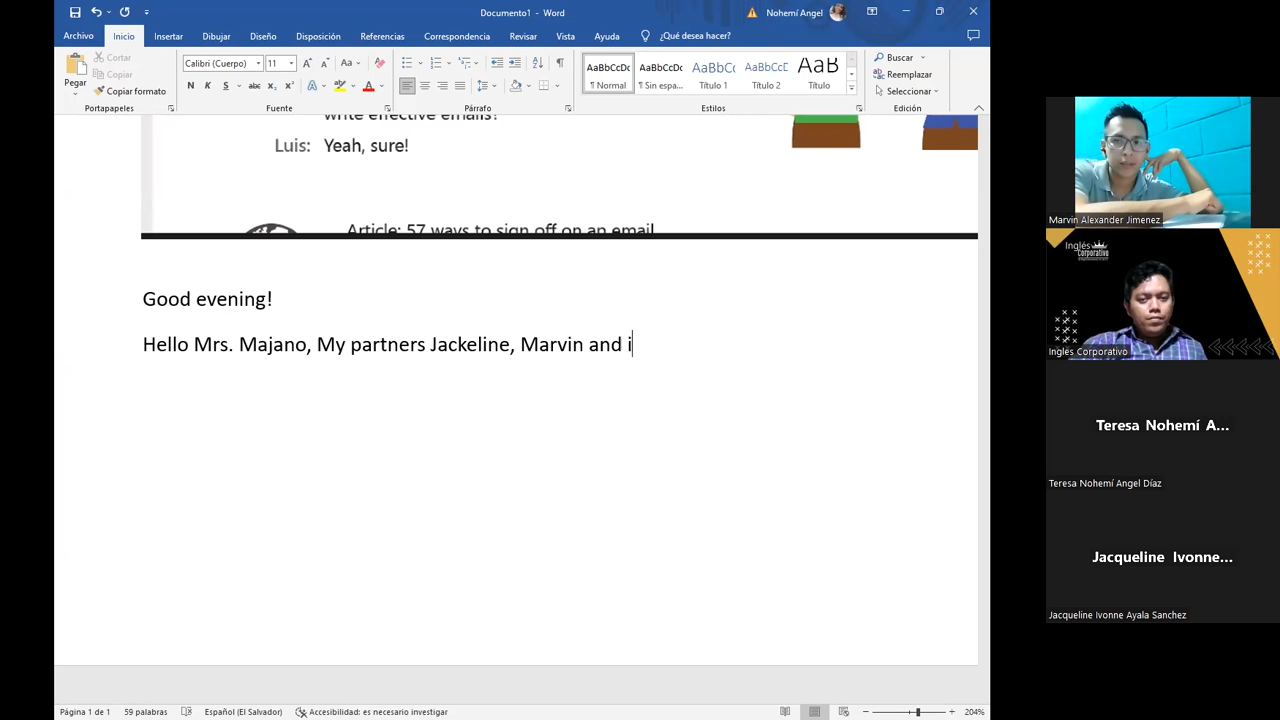 Documento1 - Word
Nohemí Angel
Archivo Inicio Insertar Dibujar Diseño Disposición Referencias Correspondencia Revisar Vista Ayuda ¿Qué desea hacer?
Pegar
Cortar
Copiar
Copiar formato
Portapapeles
Calibri (Cuerpo) 11
N K S abc x₂ x² A A
Fuente
Párrafo
AaBbCcDc AaBbCcDc AaBbCc AaBbCcD AaB
¶ Normal ¶ Sin espa... Título 1 Título 2 Título
Estilos
Buscar
Reemplazar
Seleccionar
Edición
write effective emails?
Luis: Yeah, sure!
Article: 57 ways to sign off on an email
Good evening!
Hello Mrs. Majano, My partners Jackeline, Marvin and i
Página 1 de 1 59 palabras Español (El Salvador) Accesibilidad: es necesario investigar 204%
Marvin Alexander Jimenez
Inglés
Corporativo
Inglés Corporativo
Teresa Nohemí A...
Teresa Nohemí Angel Díaz
Jacqueline Ivonne...
Jacqueline Ivonne Ayala Sanchez